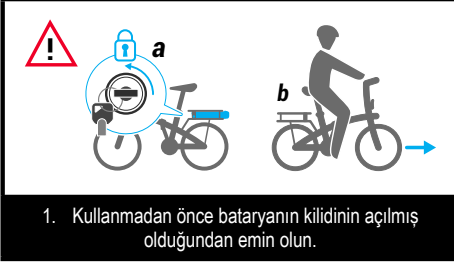 !
a
b
1. Kullanmadan önce bataryanın kilidinin açılmış
olduğundan emin olun.